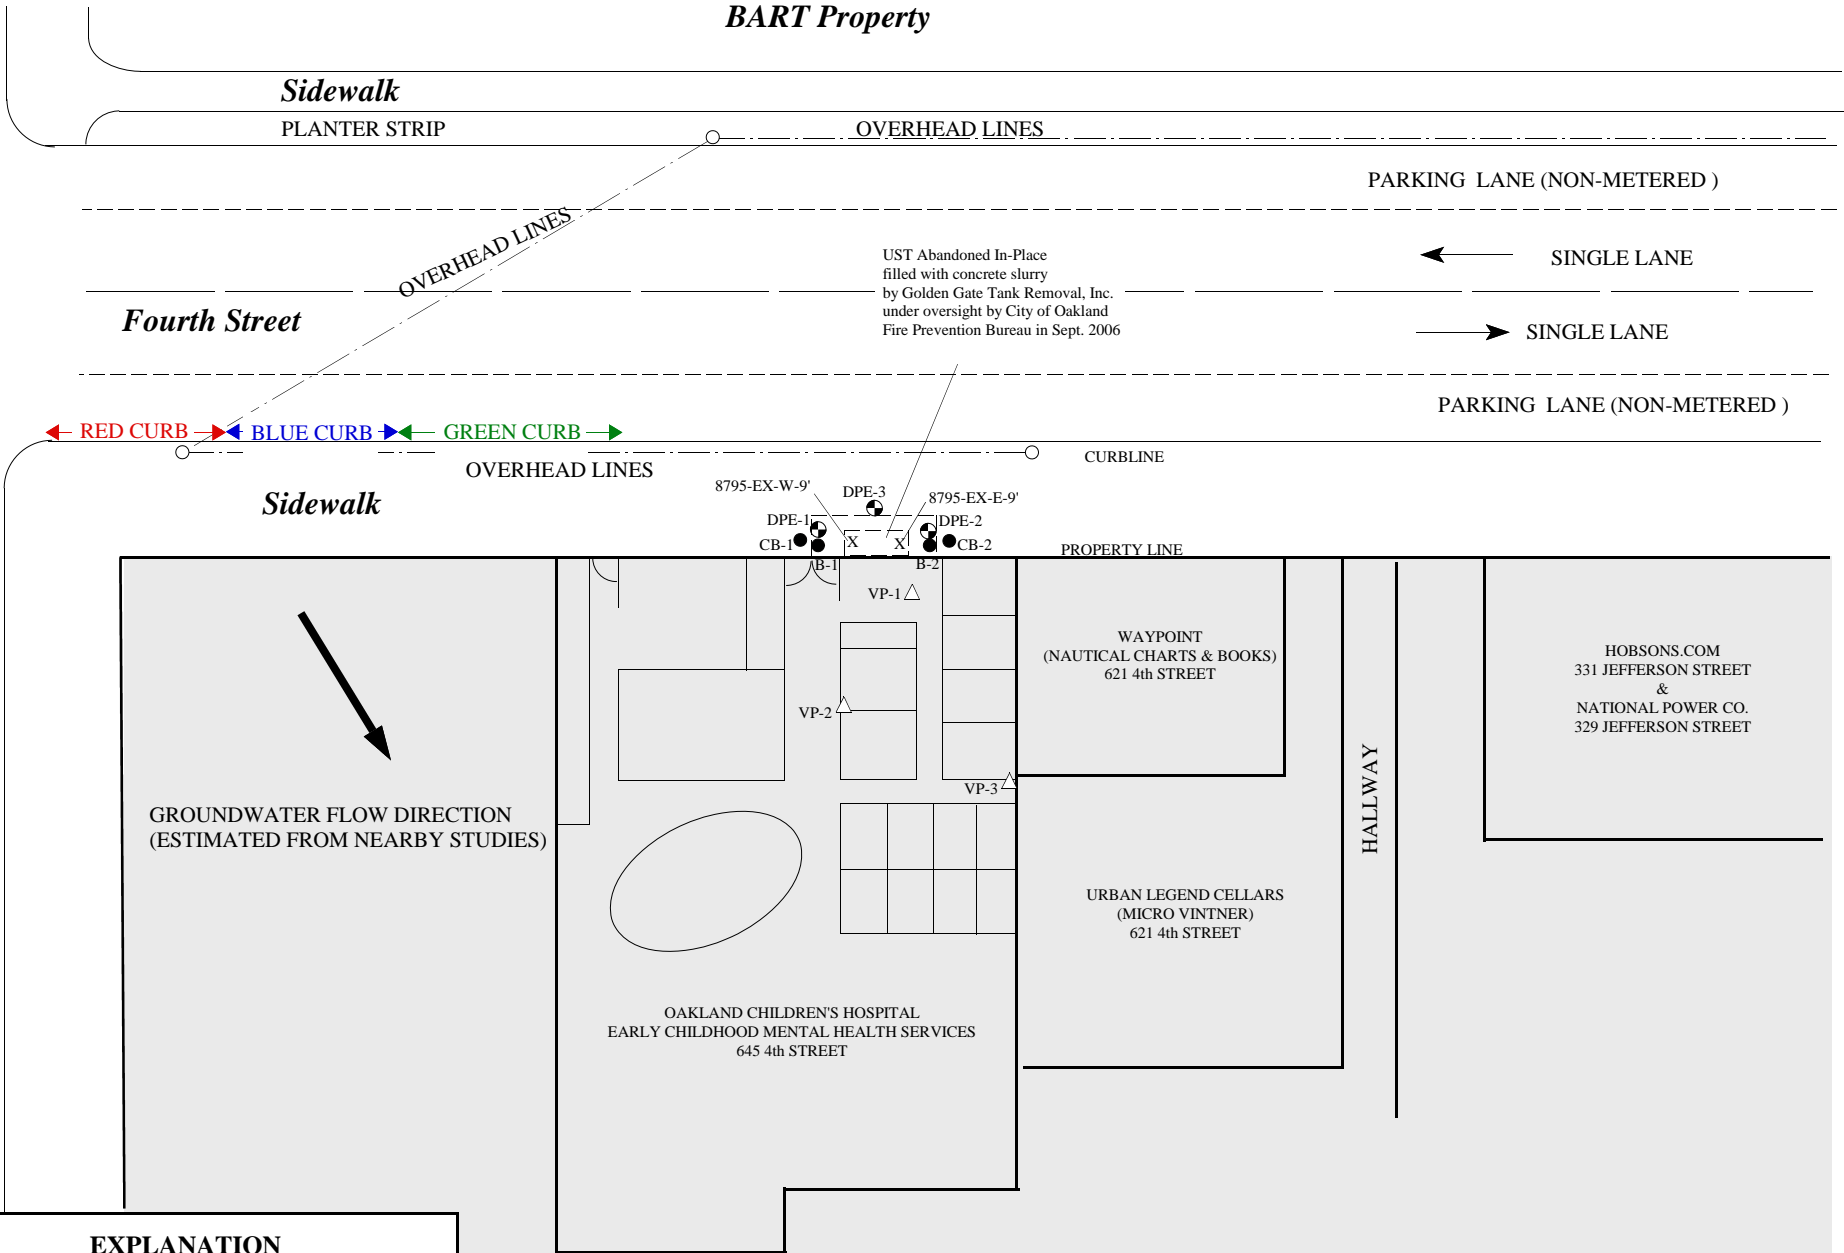 BART Property
Sidewalk
PLANTER STRIP
OVERHEAD LINES
PARKING LANE (NON-METERED )
OVERHEAD LINES
UST Abandoned In-Place
filled with concrete slurry
by Golden Gate Tank Removal, Inc.
under oversight by City of Oakland
Fire Prevention Bureau in Sept. 2006
SINGLE LANE
Fourth Street
SINGLE LANE
PARKING LANE (NON-METERED )
RED CURB
BLUE CURB
GREEN CURB
OVERHEAD LINES
CURBLINE
Sidewalk
8795-EX-W-9'
DPE-3
8795-EX-E-9'
DPE-1
DPE-2
CB-1
X
X
CB-2
PROPERTY LINE
B-1
B-2
VP-1
WAYPOINT
(NAUTICAL CHARTS & BOOKS)
621 4th STREET
HOBSONS.COM
331 JEFFERSON STREET
&
NATIONAL POWER CO.
329 JEFFERSON STREET
VP-2
VP-3
HALLWAY
GROUNDWATER FLOW DIRECTION
(ESTIMATED FROM NEARBY STUDIES)
URBAN LEGEND CELLARS
(MICRO VINTNER)
621 4th STREET
OAKLAND CHILDREN'S HOSPITAL
EARLY CHILDHOOD MENTAL HEALTH SERVICES
645 4th STREET
EXPLANATION